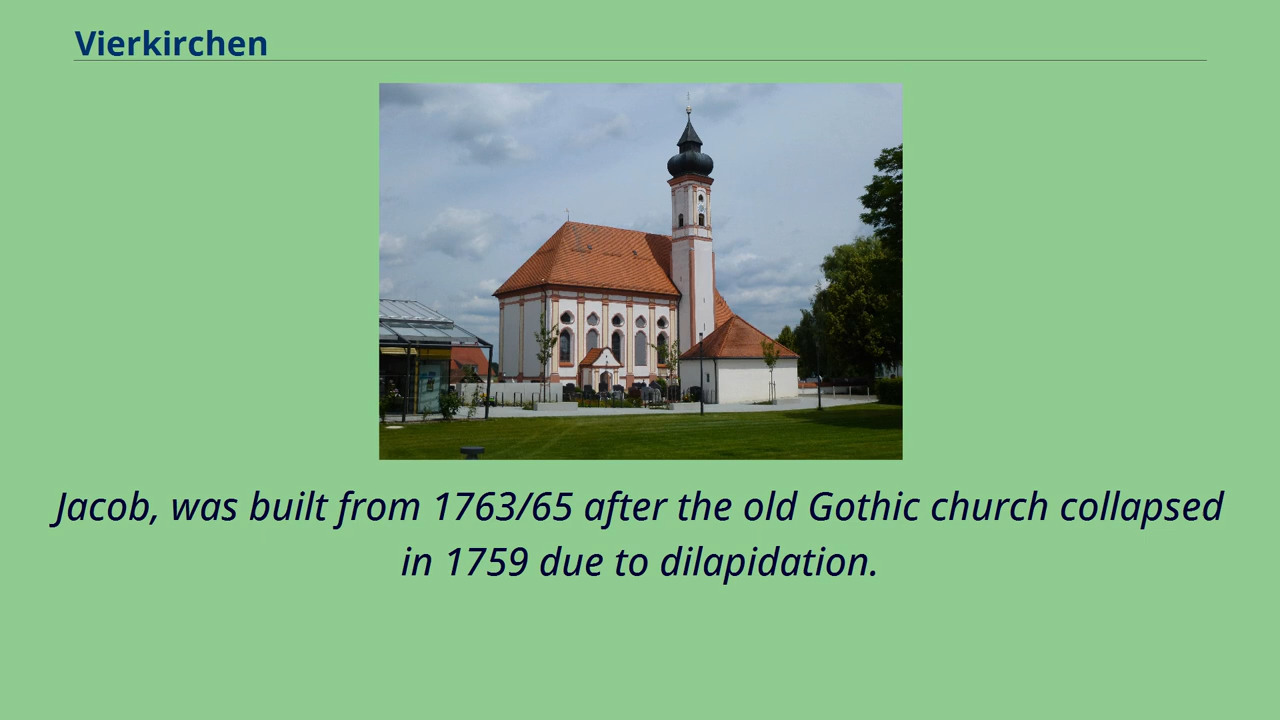 Vierkirchen
Jacob, was built from 1763/65 after the old Gothic church collapsed
in 1759 due to dilapidation.